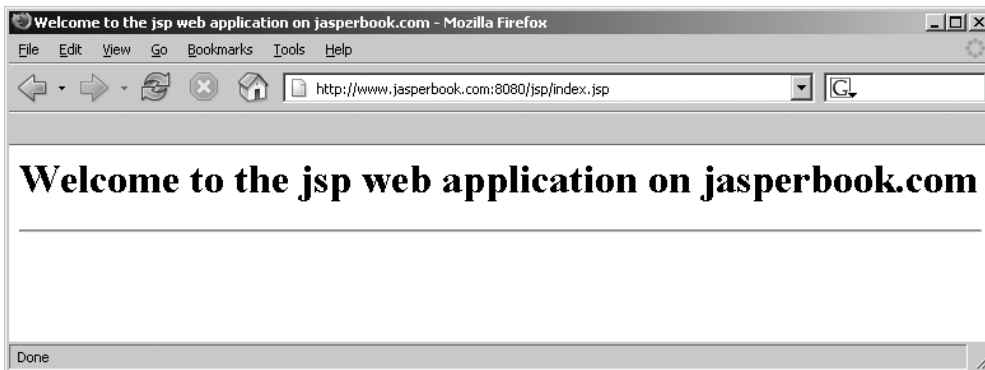 Welcome to the jsp web application on jasperbook.com - Mozilla Firefox
File Edit View Go Bookmarks Tools Help
http://www.jasperbook.com:8080/jsp/index.jsp G
Welcome to the jsp web application on jasperbook.com
Done